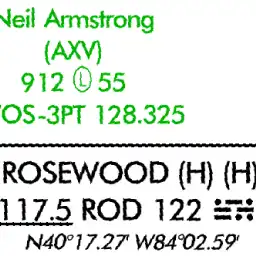 Neil Armstrong
(AXV)
912 Ⓛ 55
OS-3PT 128.325
ROSEWOOD (H) (H)
117.5 ROD 122
N40°17.27' W84°02.59'